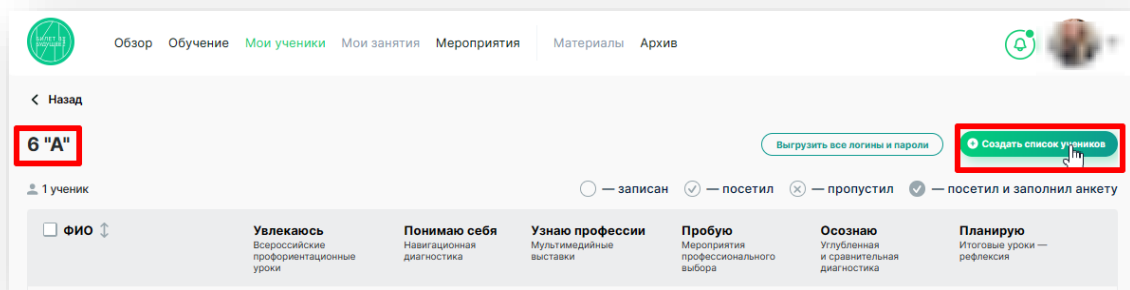 БИЛЕТ В
БУДУЩЕЕ
Обзор Обучение Мои ученики Мои занятия Мероприятия Материалы Архив
Назад
6 "А"
Выгрузить все логины и пароли
Создать список учеников
1 ученик
— записан — посетил — пропустил — посетил и заполнил анкету
ФИО Увлекаюсь Понимаю себя Узнаю профессии Пробую Осознаю Планирую
Всероссийские Навигационная Мультимедийные Мероприятия Углубленная Итоговые уроки —
профориентационные диагностика выставки профессионального и сравнительная рефлексия
уроки выбора диагностика